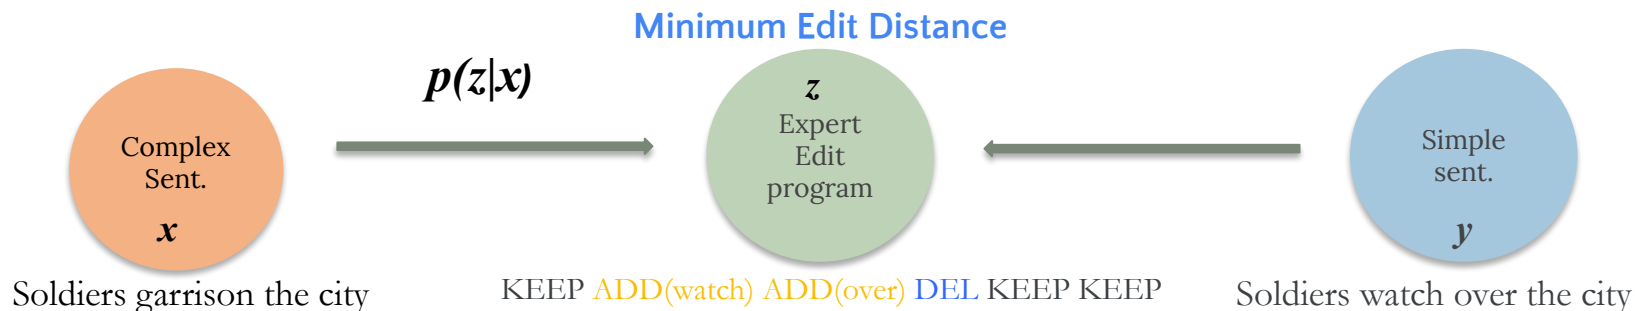 Minimum Edit Distance
p(z|x)
Complex
Sent.
x
z
Expert
Edit
program
Simple
sent.
y
Soldiers garrison the city
KEEP ADD(watch) ADD(over) DEL KEEP KEEP
Soldiers watch over the city